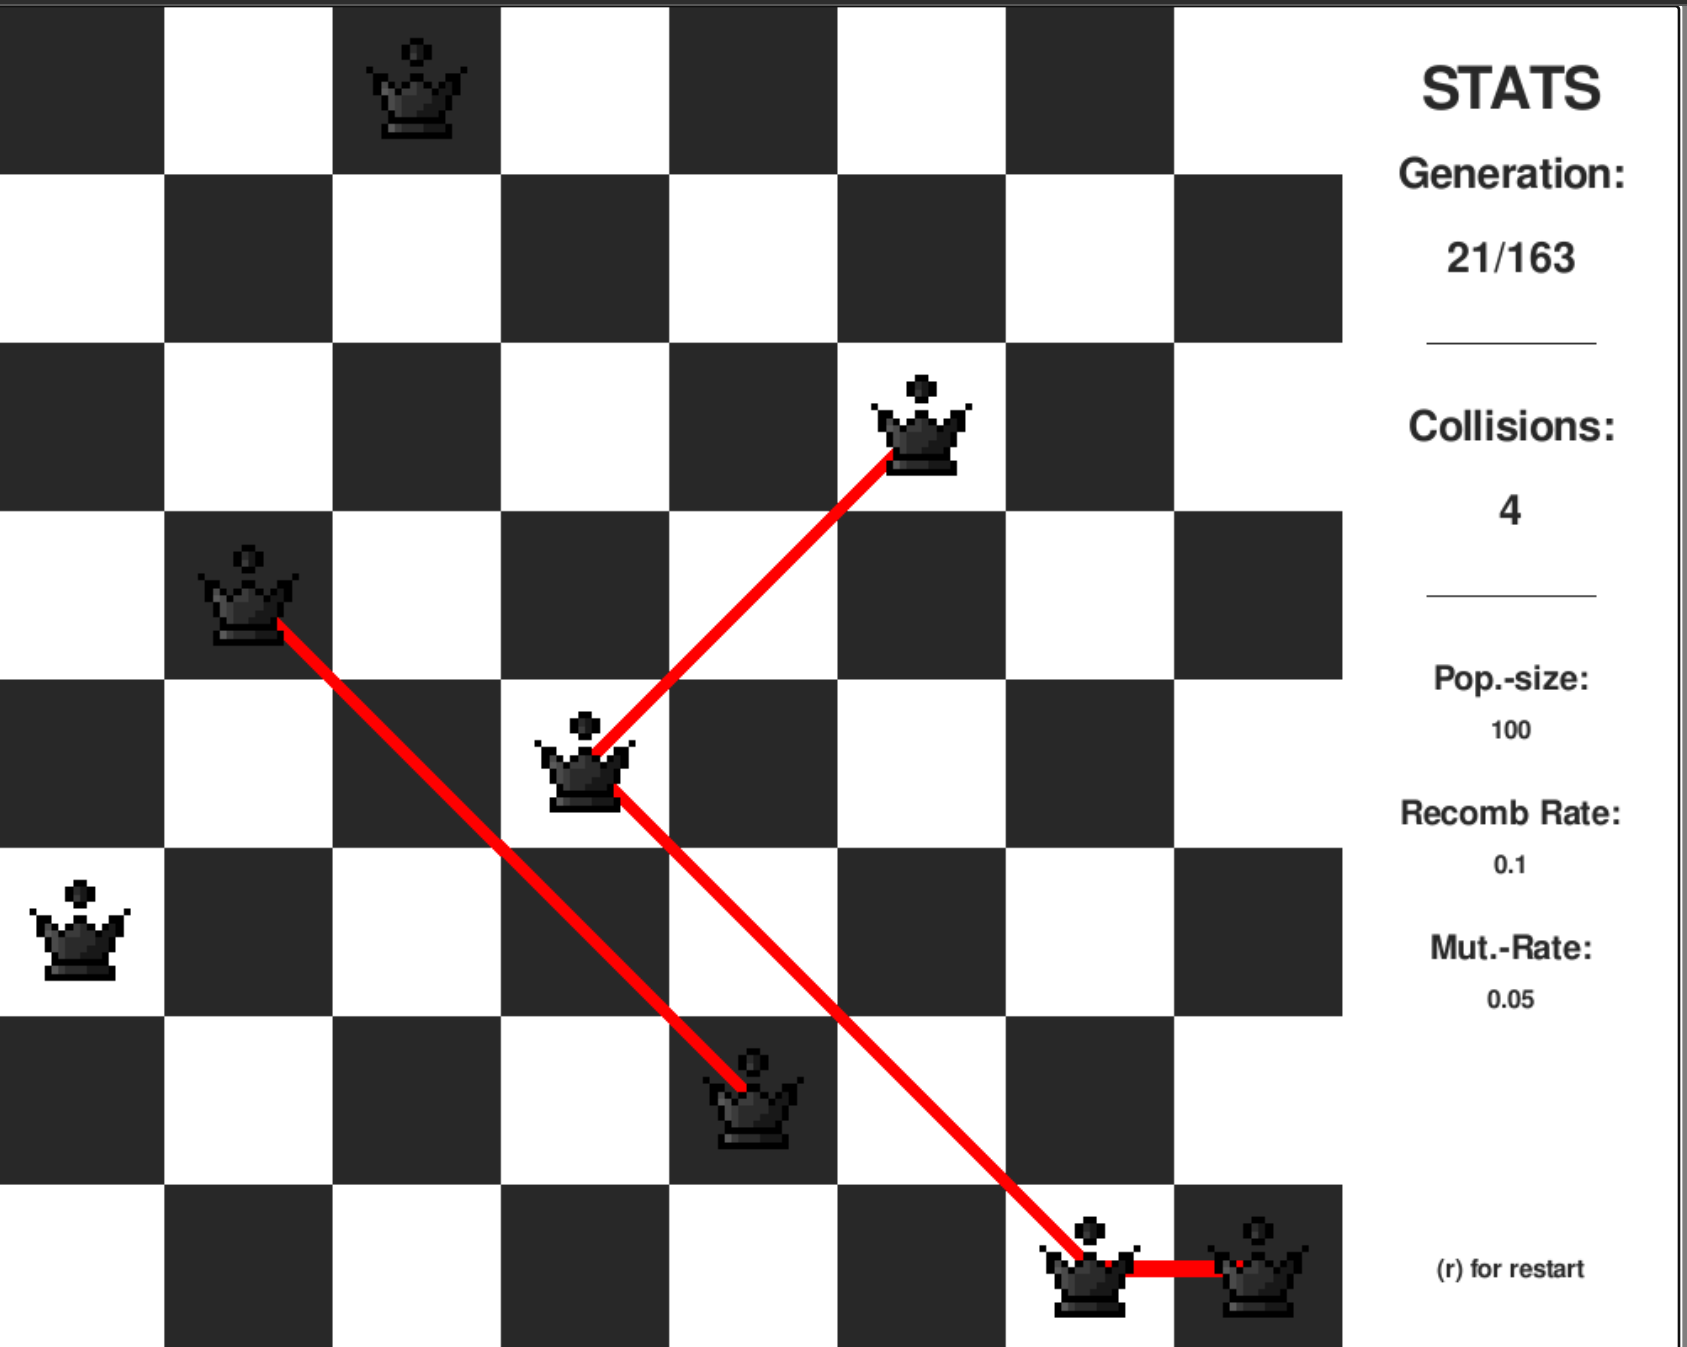 STATS
Generation:
21/163
Collisions:
4
Pop.-size:
100
Recomb Rate:
0.1
Mut.-Rate:
0.05
(r) for restart